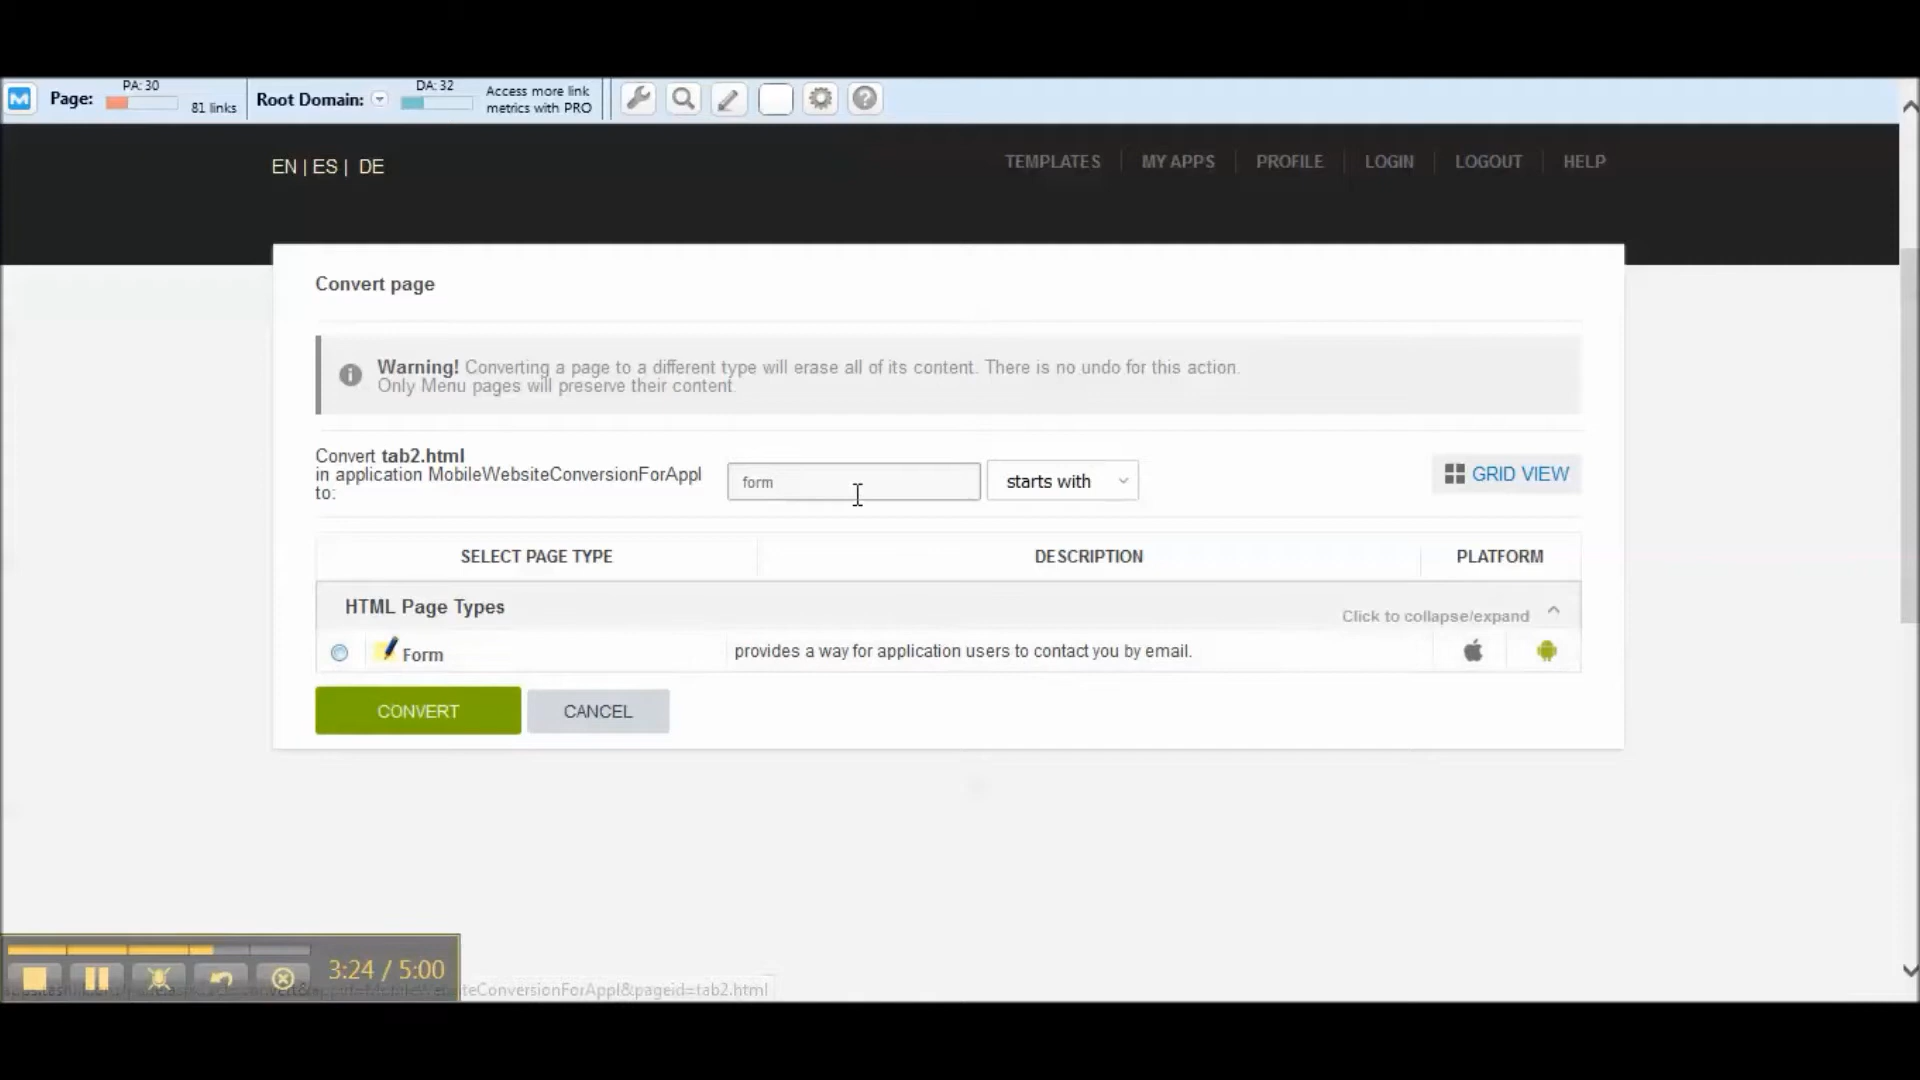 PA: 30
Page:
81 links
Root Domain:
DA: 32
Access more link
metrics with PRO
EN | ES | DE
TEMPLATES
MY APPS
PROFILE
LOGIN
LOGOUT
HELP
Convert page
Warning! Converting a page to a different type will erase all of its content. There is no undo for this action.
Only Menu pages will preserve their content.
Convert tab2.html
in application MobileWebsiteConversionForAppl
to:
form
starts with
GRID VIEW
SELECT PAGE TYPE
DESCRIPTION
PLATFORM
HTML Page Types
Click to collapse/expand
Form
provides a way for application users to contact you by email.
CONVERT
CANCEL
3:24 / 5:00
teConversionForAppl&pageid=tab2.html